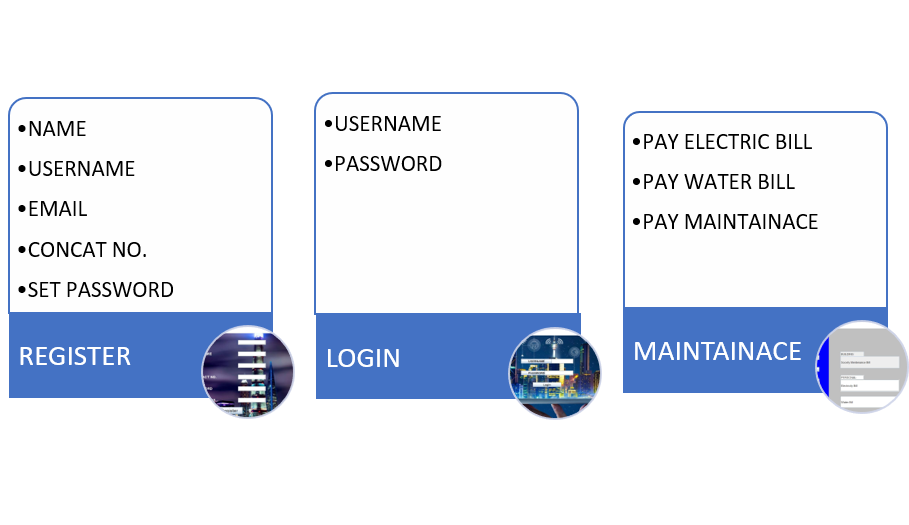 •NAME
•USERNAME
•EMAIL
•CONCAT NO.
•SET PASSWORD
REGISTER
•USERNAME
•PASSWORD
LOGIN
•PAY ELECTRIC BILL
•PAY WATER BILL
•PAY MAINTAINACE
MAINTAINACE